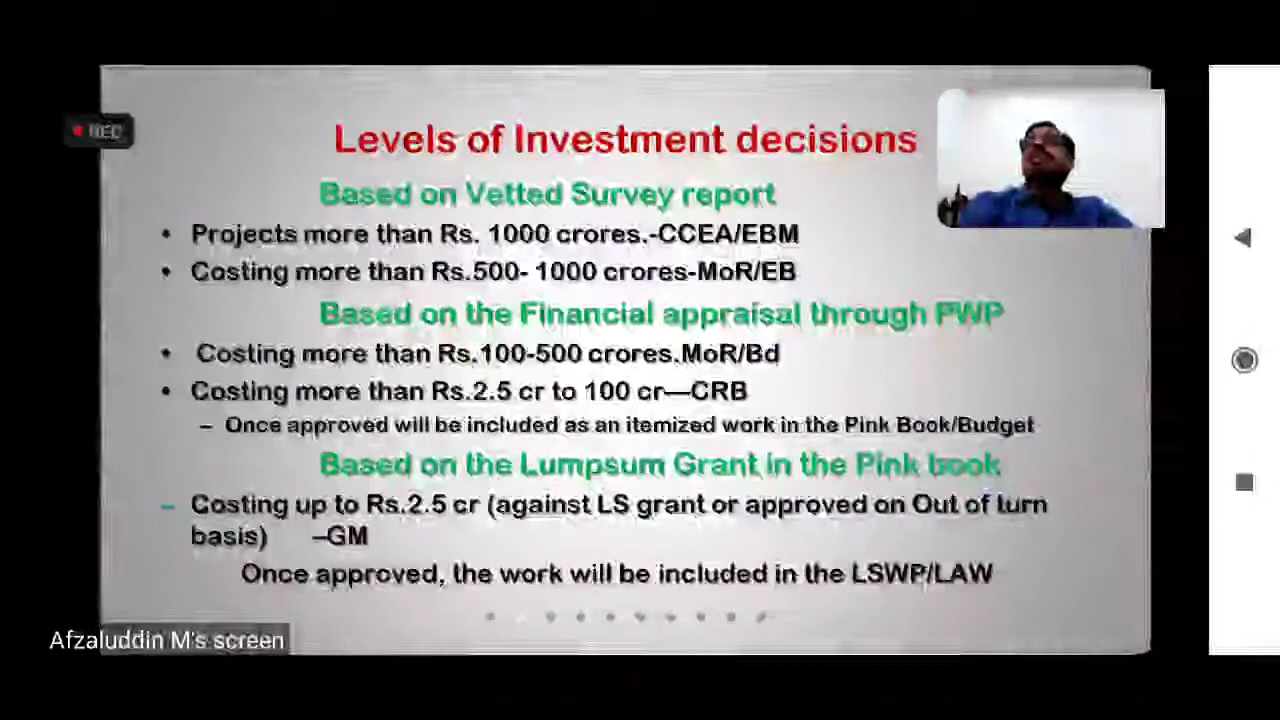 REC
Levels of Investment decisions
Based on Vetted Survey report
• Projects more than Rs. 1000 crores.-CCEA/EBM
• Costing more than Rs.500- 1000 crores-MoR/EB
Based on the Financial appraisal through PWP
• Costing more than Rs.100-500 crores.MoR/Bd
• Costing more than Rs.2.5 cr to 100 cr—CRB
– Once approved will be included as an itemized work in the Pink Book/Budget
Based on the Lumpsum Grant in the Pink book
– Costing up to Rs.2.5 cr (against LS grant or approved on Out of turn
basis) –GM
Once approved, the work will be included in the LSWP/LAW
Afzaluddin M's screen